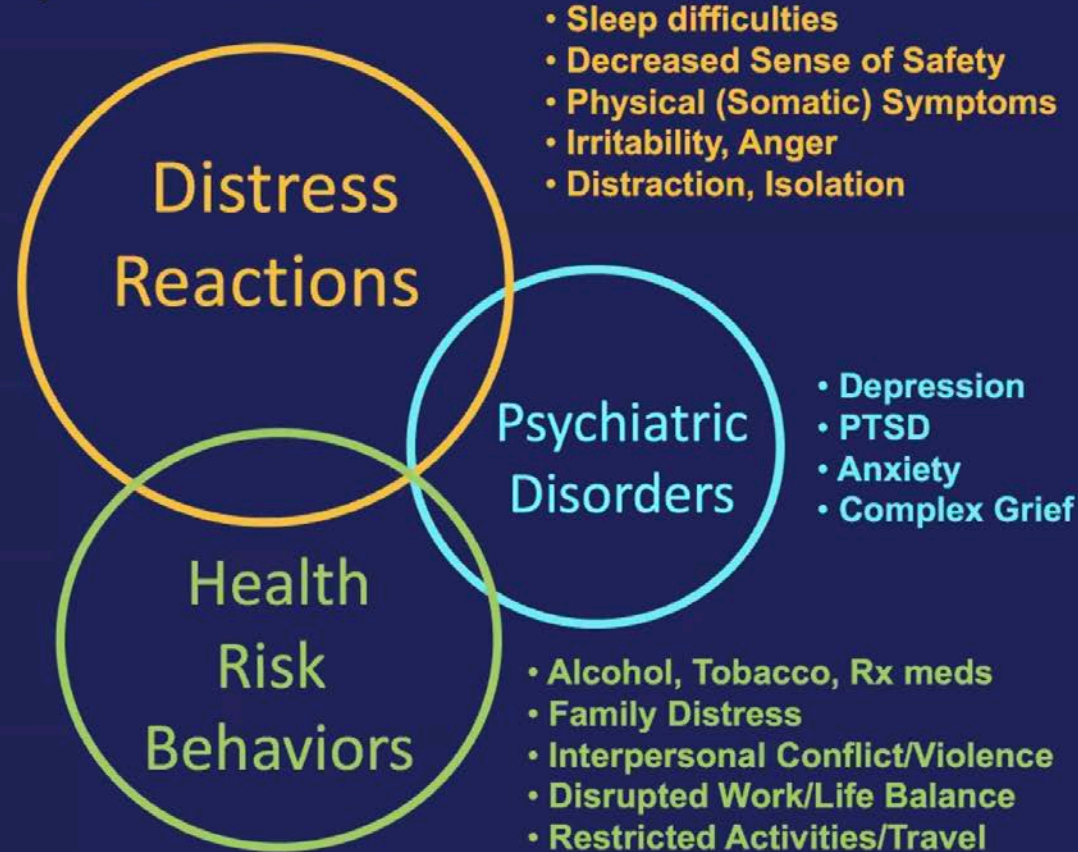 • Sleep difficulties
• Decreased Sense of Safety
• Physical (Somatic) Symptoms
• Irritability, Anger
• Distraction, Isolation
Distress
Reactions
Psychiatric
Disorders
• Depression
• PTSD
• Anxiety
• Complex Grief
Health
Risk
Behaviors
• Alcohol, Tobacco, Rx meds
• Family Distress
• Interpersonal Conflict/Violence
• Disrupted Work/Life Balance
• Restricted Activities/Travel